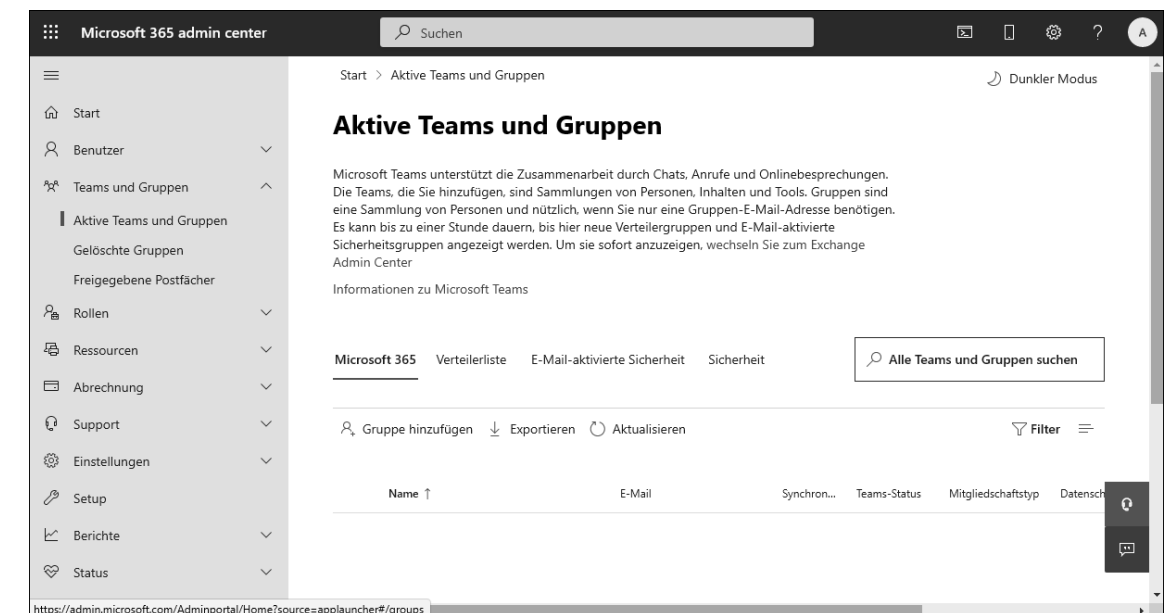 Microsoft 365 admin center
Suchen
A
Start > Aktive Teams und Gruppen
Dunkler Modus
Start
Benutzer
Teams und Gruppen
Aktive Teams und Gruppen
Gelöschte Gruppen
Freigegebene Postfächer
Rollen
Ressourcen
Abrechnung
Support
Einstellungen
Setup
Berichte
Status
Aktive Teams und Gruppen
Microsoft Teams unterstützt die Zusammenarbeit durch Chats, Anrufe und Onlinebesprechungen.
Die Teams, die Sie hinzufügen, sind Sammlungen von Personen, Inhalten und Tools. Gruppen sind
eine Sammlung von Personen und nützlich, wenn Sie nur eine Gruppen-E-Mail-Adresse benötigen.
Es kann bis zu einer Stunde dauern, bis hier neue Verteilergruppen und E-Mail-aktivierte
Sicherheitsgruppen angezeigt werden. Um sie sofort anzuzeigen, wechseln Sie zum Exchange
Admin Center
Informationen zu Microsoft Teams
Microsoft 365 Verteilerliste E-Mail-aktivierte Sicherheit Sicherheit
Alle Teams und Gruppen suchen
Gruppe hinzufügen Exportieren Aktualisieren Filter
Name ↑ E-Mail Synchron... Teams-Status Mitgliedschaftstyp Datensch
https://admin.microsoft.com/Adminportal/Home?source=applauncher#/groups